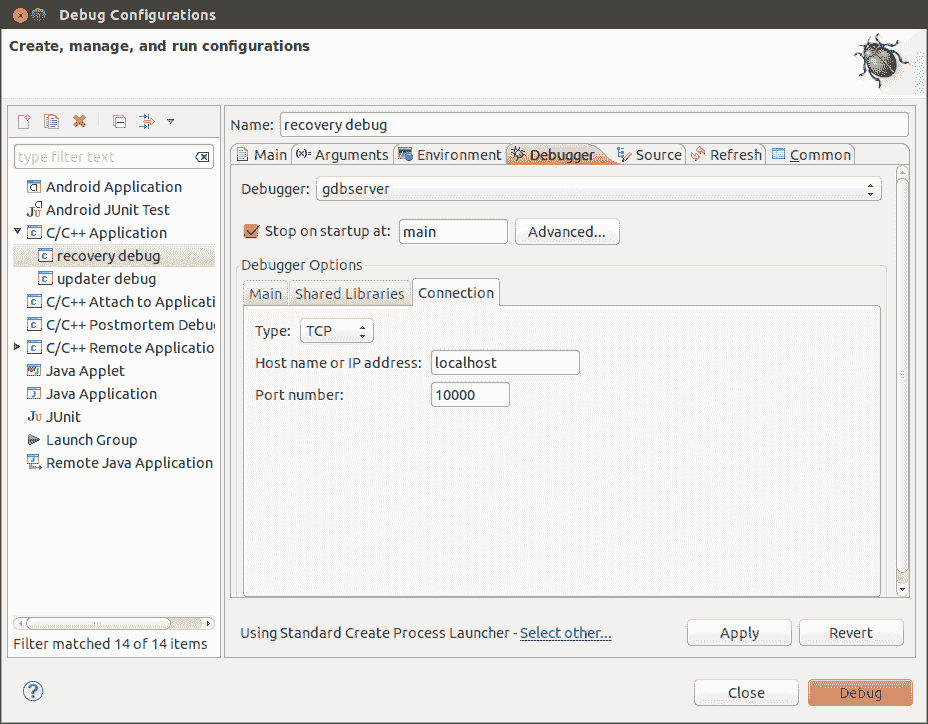 Debug Configurations
Create, manage, and run configurations
type filter text
Android Application
Android JUnit Test
C/C++ Application
recovery debug
updater debug
C/C++ Attach to Applicati
C/C++ Postmortem Debug
C/C++ Remote Applicatio
Java Applet
Java Application
JUnit
Launch Group
Remote Java Application
Filter matched 14 of 14 items
Name: recovery debug
Main Arguments Environment Debugger Source Refresh Common
Debugger: gdbserver
Stop on startup at: main Advanced...
Debugger Options
Main Shared Libraries Connection
Type: TCP
Host name or IP address: localhost
Port number: 10000
Using Standard Create Process Launcher - Select other...
Apply Revert
Close Debug